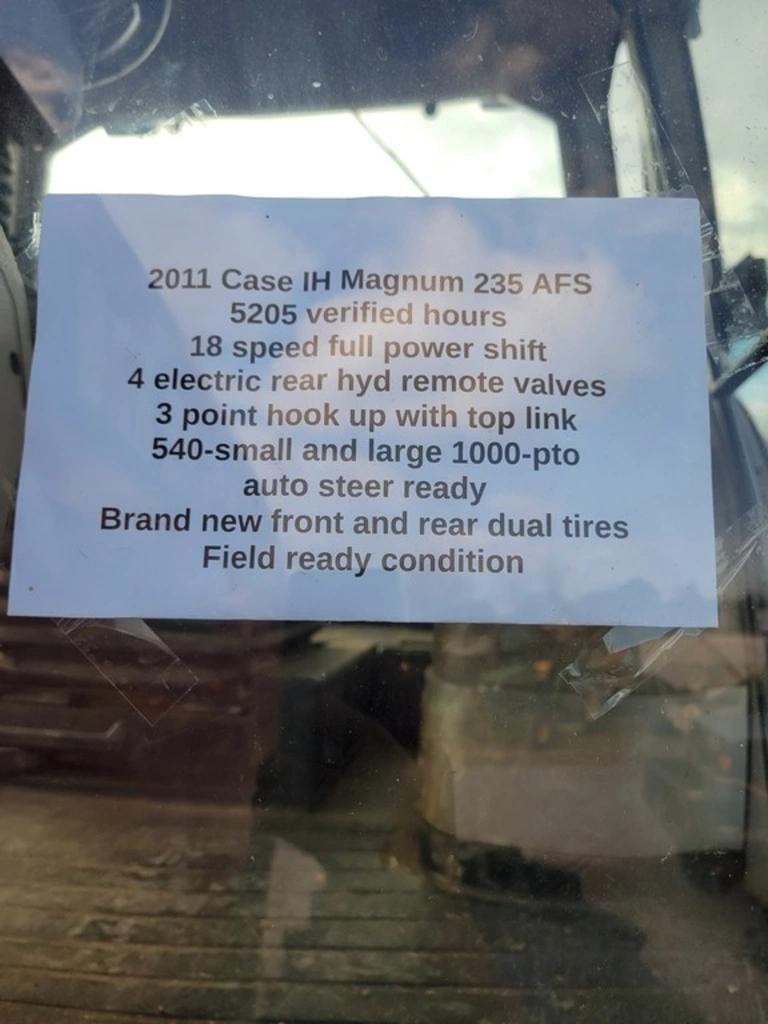 2011 Case IH Magnum 235 AFS
5205 verified hours
18 speed full power shift
4 electric rear hyd remote valves
3 point hook up with top link
540-small and large 1000-pto
auto steer ready
Brand new front and rear dual tires
Field ready condition